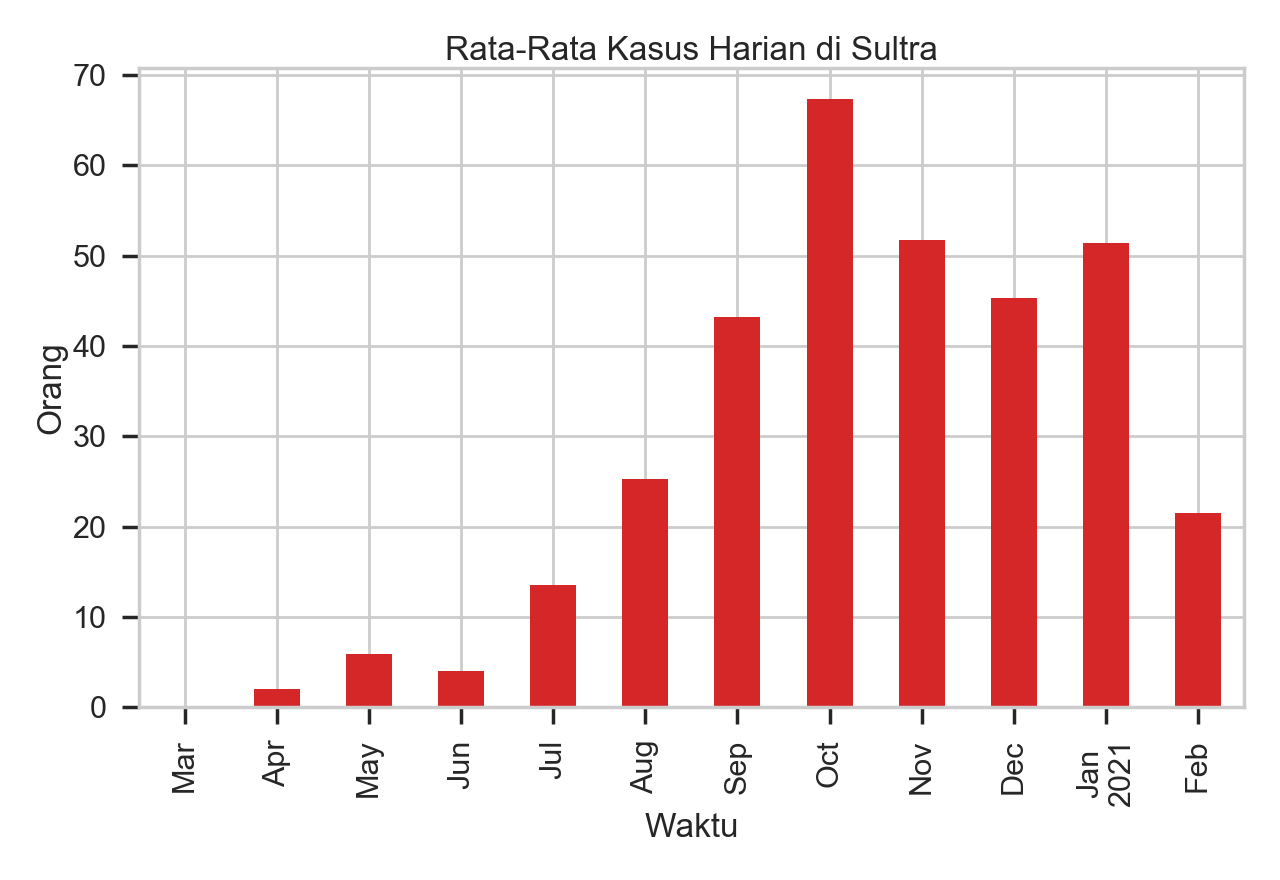 Rata-Rata Kasus Harian di Sultra
70
60
50
40
30
20
10
0
Orang
Mar
Apr
May
Jun
Jul
Aug
Sep
Oct
Nov
Dec
Jan
2021
Feb
Waktu